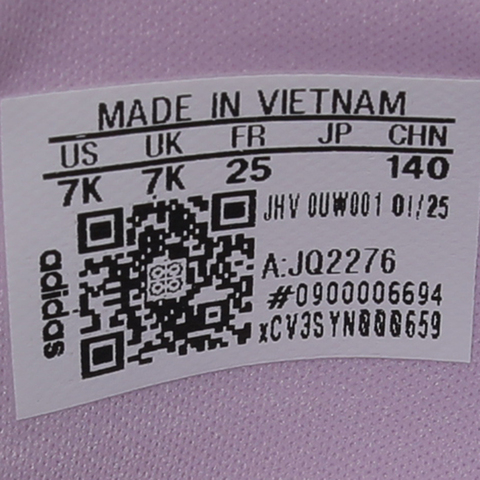 MADE IN VIETNAM
US UK FR JP CHN
7K 7K 25 140
JHV 0UW001 01/25
A:JQ2276
#0900006694
xCV3SYN000659
adidas